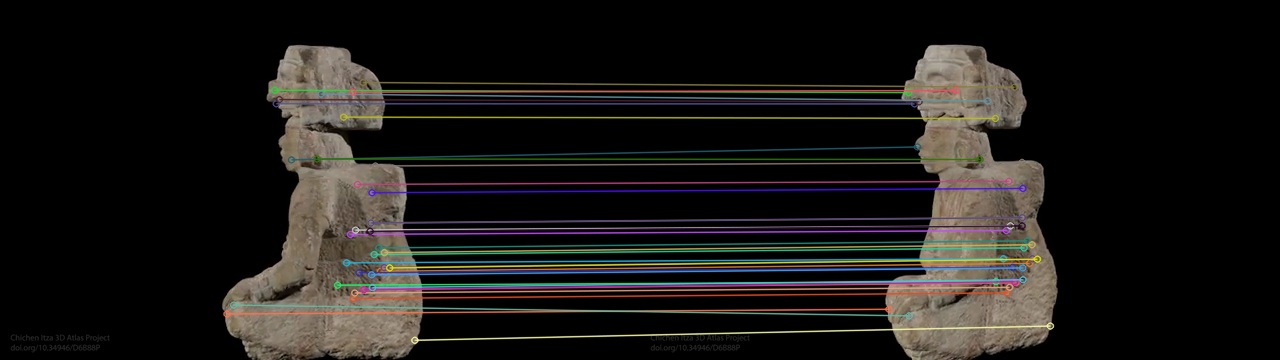 Chichen Itza 3D Atlas Project
doi.org/10.34946/D6B88P
Chichen Itza 3D Atlas Project
doi.org/10.34946/D6B88P